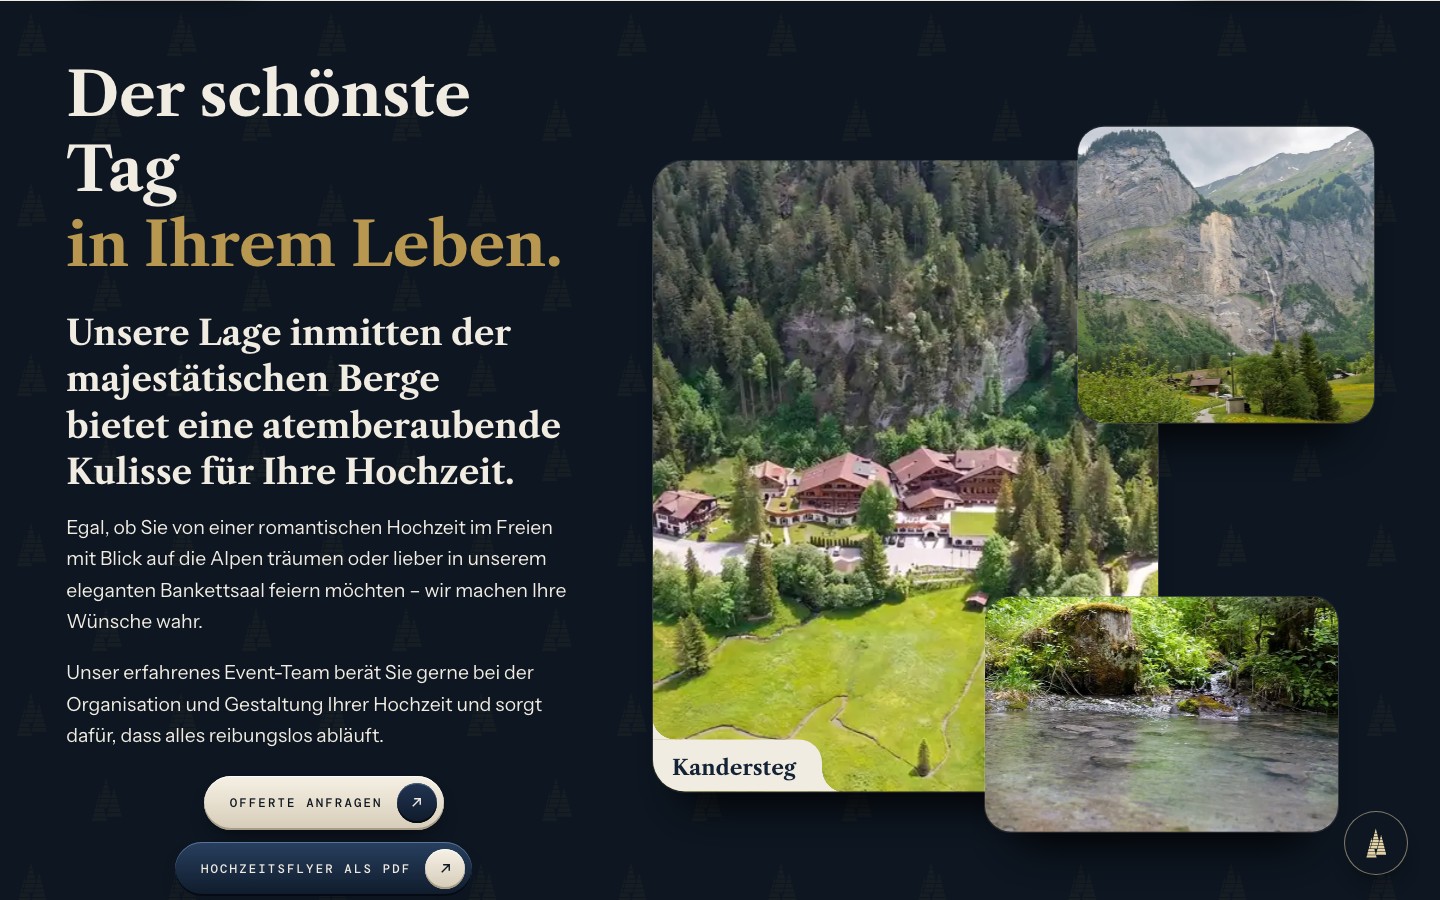 Der schönste
Tag
in Ihrem Leben.
Unsere Lage inmitten der
majestätischen Berge
bietet eine atemberaubende
Kulisse für Ihre Hochzeit.
Egal, ob Sie von einer romantischen Hochzeit im Freien
mit Blick auf die Alpen träumen oder lieber in unserem
eleganten Bankettsaal feiern möchten – wir machen Ihre
Wünsche wahr.
Unser erfahrenes Event-Team berät Sie gerne bei der
Organisation und Gestaltung Ihrer Hochzeit und sorgt
dafür, dass alles reibungslos abläuft.
OFFERTE ANFRAGEN
HOCHZEITSFLYER ALS PDF
Kandersteg